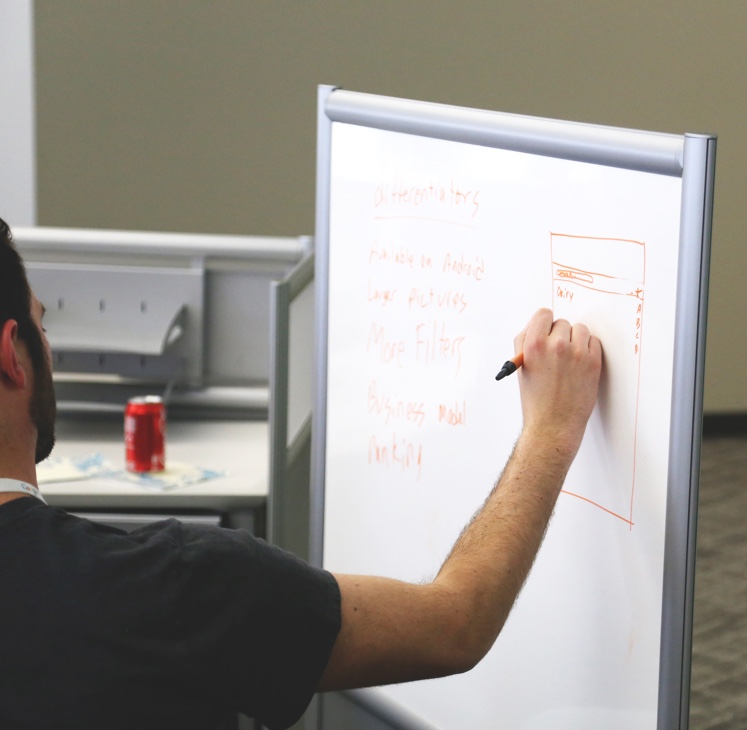 differentiators
Available on Android
Larger pictures
More Filters
Business model
ranking
Dairy
A
B
C
D